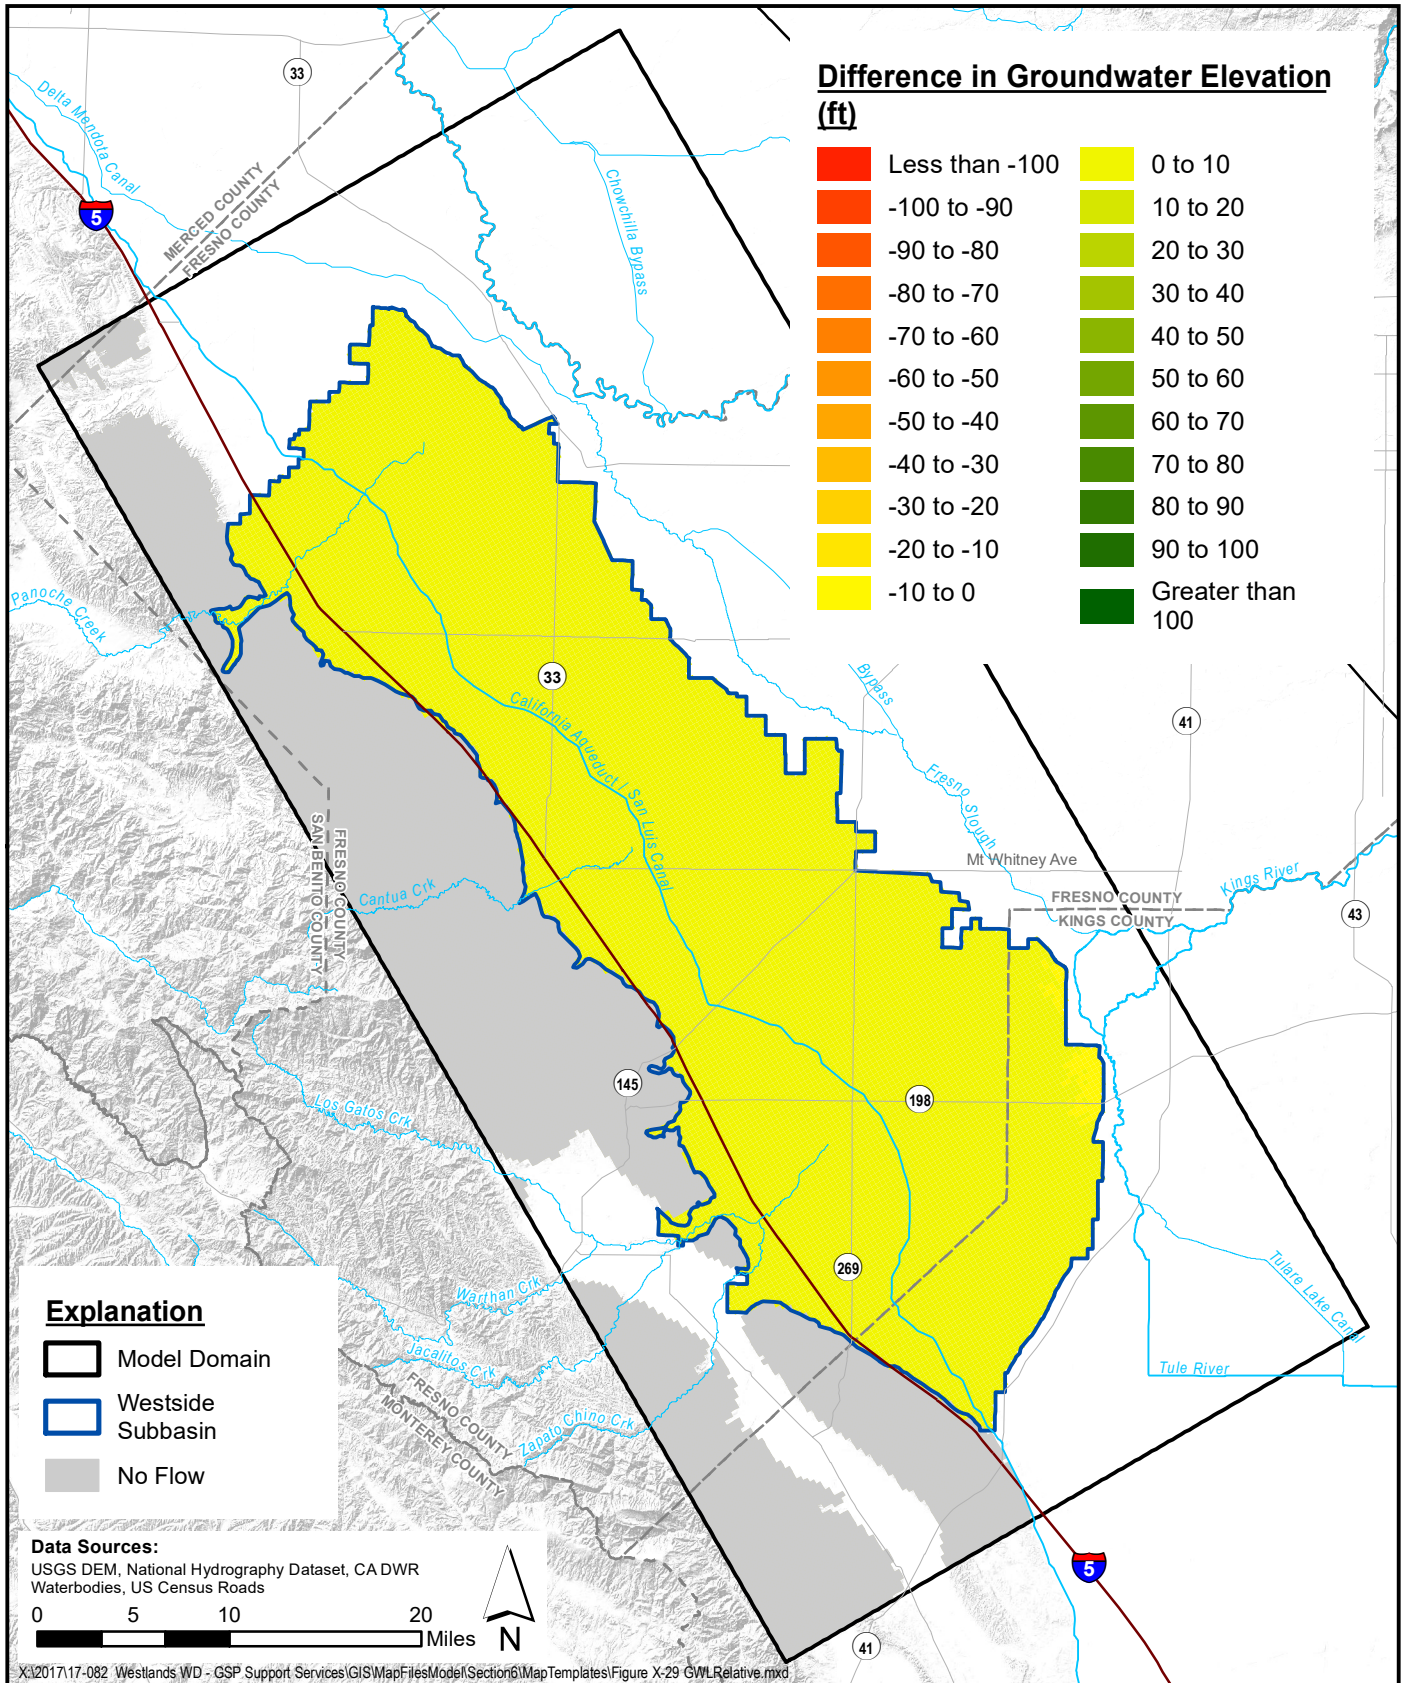 Difference in Groundwater Elevation
(ft)
Less than -100
-100 to -90
-90 to -80
-80 to -70
-70 to -60
-60 to -50
-50 to -40
-40 to -30
-30 to -20
-20 to -10
-10 to 0
0 to 10
10 to 20
20 to 30
30 to 40
40 to 50
50 to 60
60 to 70
70 to 80
80 to 90
90 to 100
Greater than
100
33
Delta Mendota Canal
5
MERCED COUNTY
FRESNO COUNTY
Chowchilla Bypass
Panoche Creek
33
California Aqueduct / San Luis Canal
Bypass
41
Fresno Slough
Mt Whitney Ave
Kings River
FRESNO COUNTY
KINGS COUNTY
43
FRESNO COUNTY
SAN BENITO COUNTY
Cantua Crk
145
198
Los Gatos Crk
269
Warthan Crk
Jacalitos Crk
Zapato Chino Crk
FRESNO COUNTY
MONTEREY COUNTY
Tulare Lake Canal
Tule River
5
41
Explanation
Model Domain
Westside
Subbasin
No Flow
Data Sources:
USGS DEM, National Hydrography Dataset, CA DWR
Waterbodies, US Census Roads
0 5 10 20
Miles
N
X:\2017\17-082 Westlands WD - GSP Support Services\GIS\MapFilesModel\Section6\MapTemplates\Figure X-29 GWLRelative.mxd